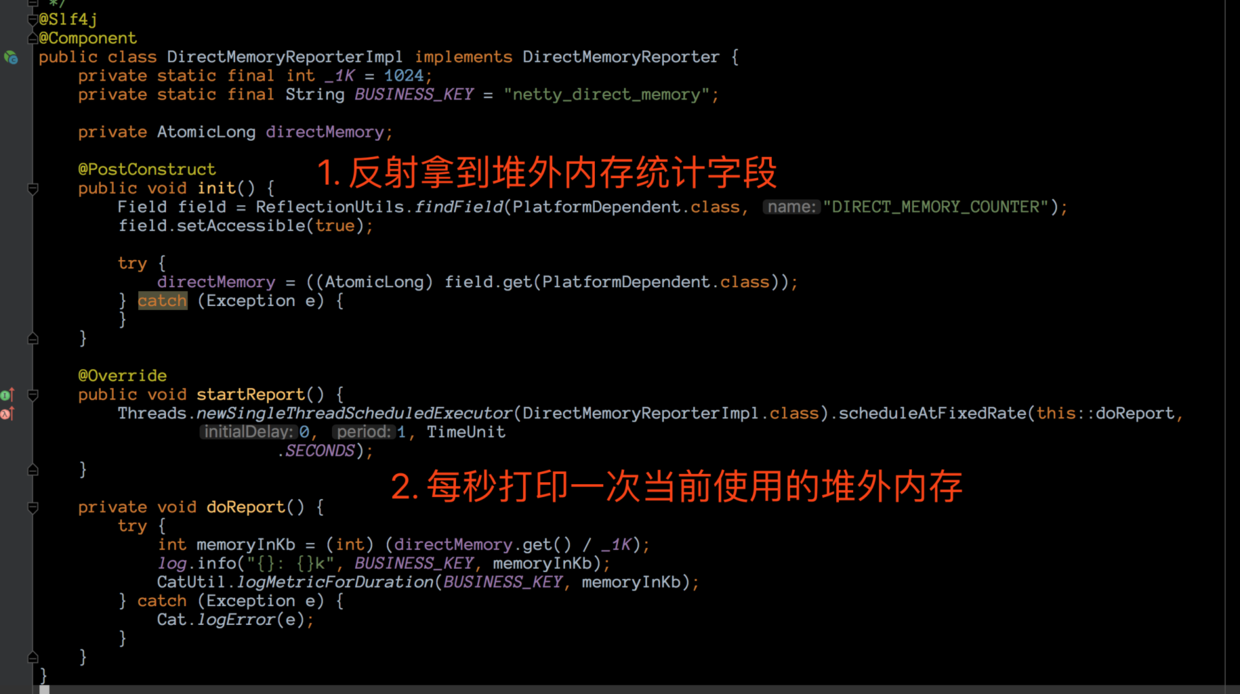 */
@Slf4j
@Component
public class DirectMemoryReporterImpl implements DirectMemoryReporter {
private static final int _1K = 1024;
private static final String BUSINESS_KEY = "netty_direct_memory";
private AtomicLong directMemory;
@PostConstruct
1. 反射拿到堆外内存统计字段
public void init() {
Field field = ReflectionUtils.findField(PlatformDependent.class, name: "DIRECT_MEMORY_COUNTER");
field.setAccessible(true);
try {
directMemory = ((AtomicLong) field.get(PlatformDependent.class));
} catch (Exception e) {
}
}
@Override
public void startReport() {
Threads.newSingleThreadScheduledExecutor(DirectMemoryReporterImpl.class).scheduleAtFixedRate(this::doReport,
initialDelay: 0, period: 1, TimeUnit
.SECONDS);
}
2. 每秒打印一次当前使用的堆外内存
private void doReport() {
try {
int memoryInKb = (int) (directMemory.get() / _1K);
log.info("{}: {}k", BUSINESS_KEY, memoryInKb);
CatUtil.logMetricForDuration(BUSINESS_KEY, memoryInKb);
} catch (Exception e) {
Cat.logError(e);
}
}
}